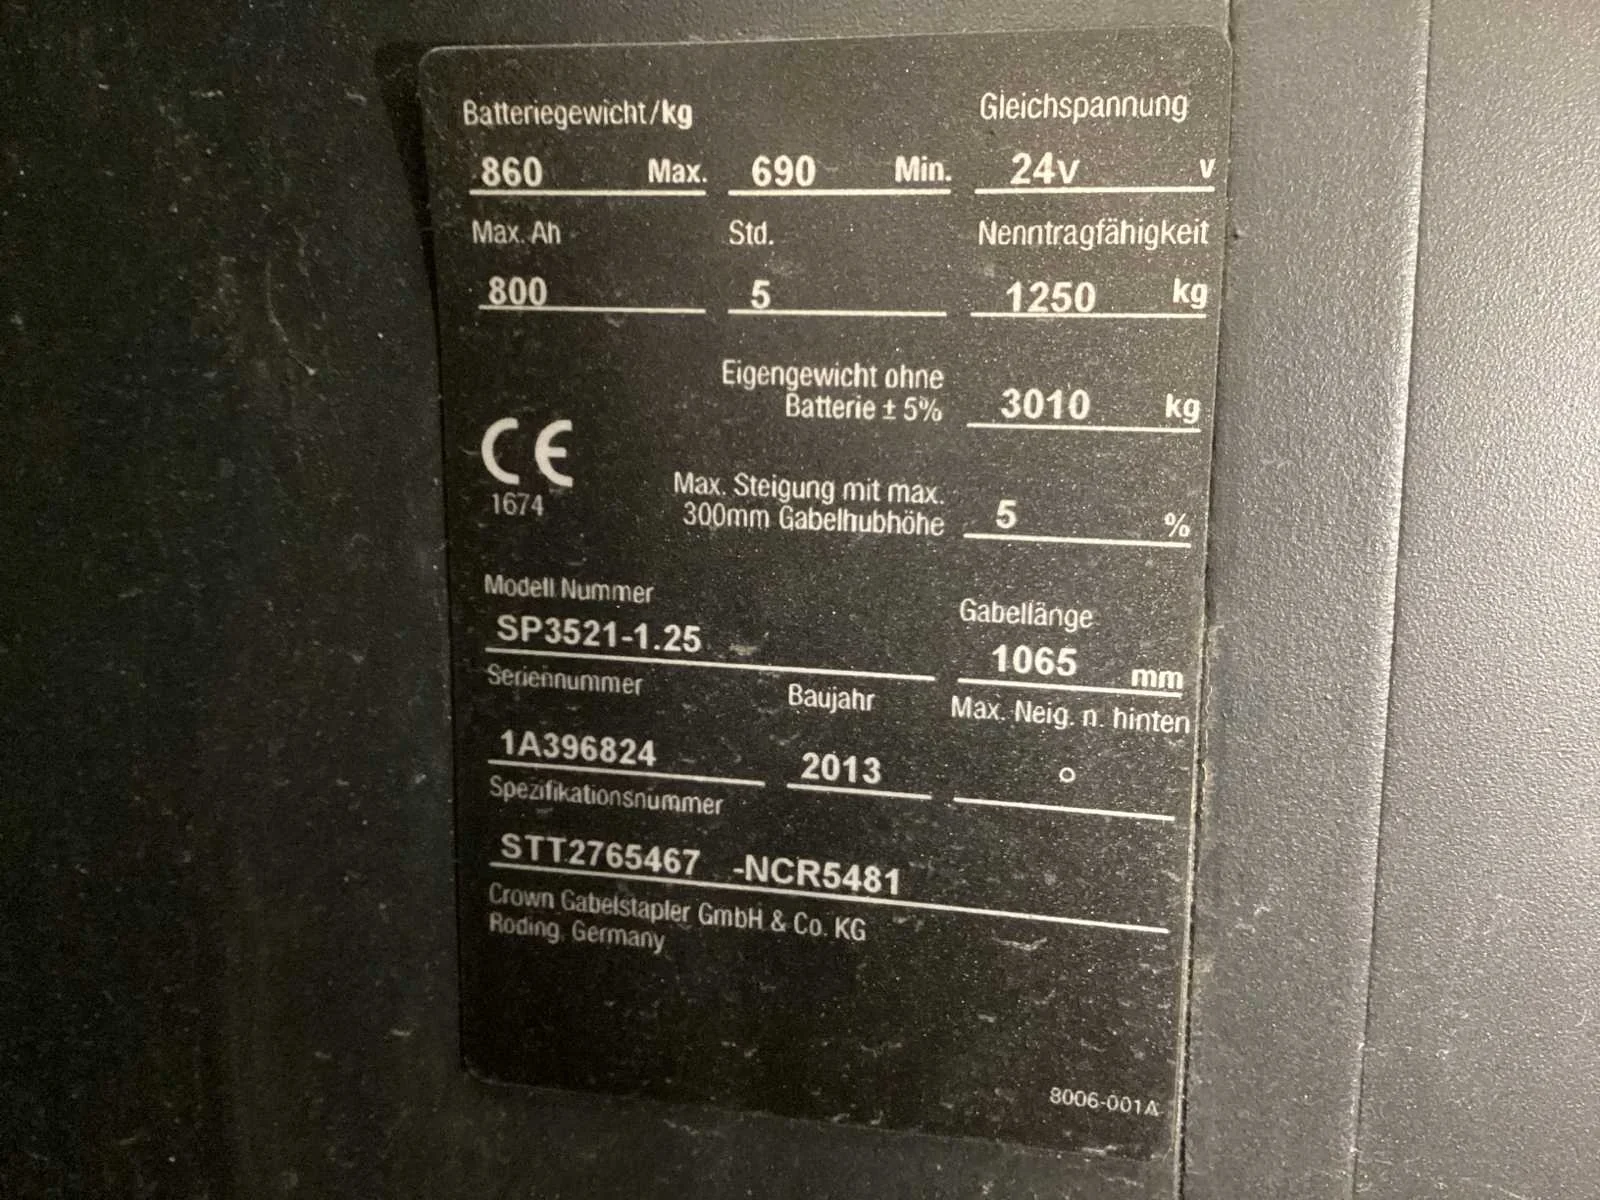 Batteriegewicht/kg Gleichspannung
860 Max. 690 Min. 24v v
Max. Ah Std. Nenntragfähigkeit
800 5 1250 kg
Eigengewicht ohne
Batterie ± 5% 3010 kg
CE
1674
Max. Steigung mit max.
300mm Gabelhubhöhe 5 %
Modell Nummer Gabellänge
SP3521-1.25 1065 mm
Seriennummer Baujahr Max. Neig. n. hinten
1A396824 2013 °
Spezifikationsnummer
STT2765467 -NCR5481
Crown Gabelstapler GmbH & Co. KG
Roding, Germany
8006-001A